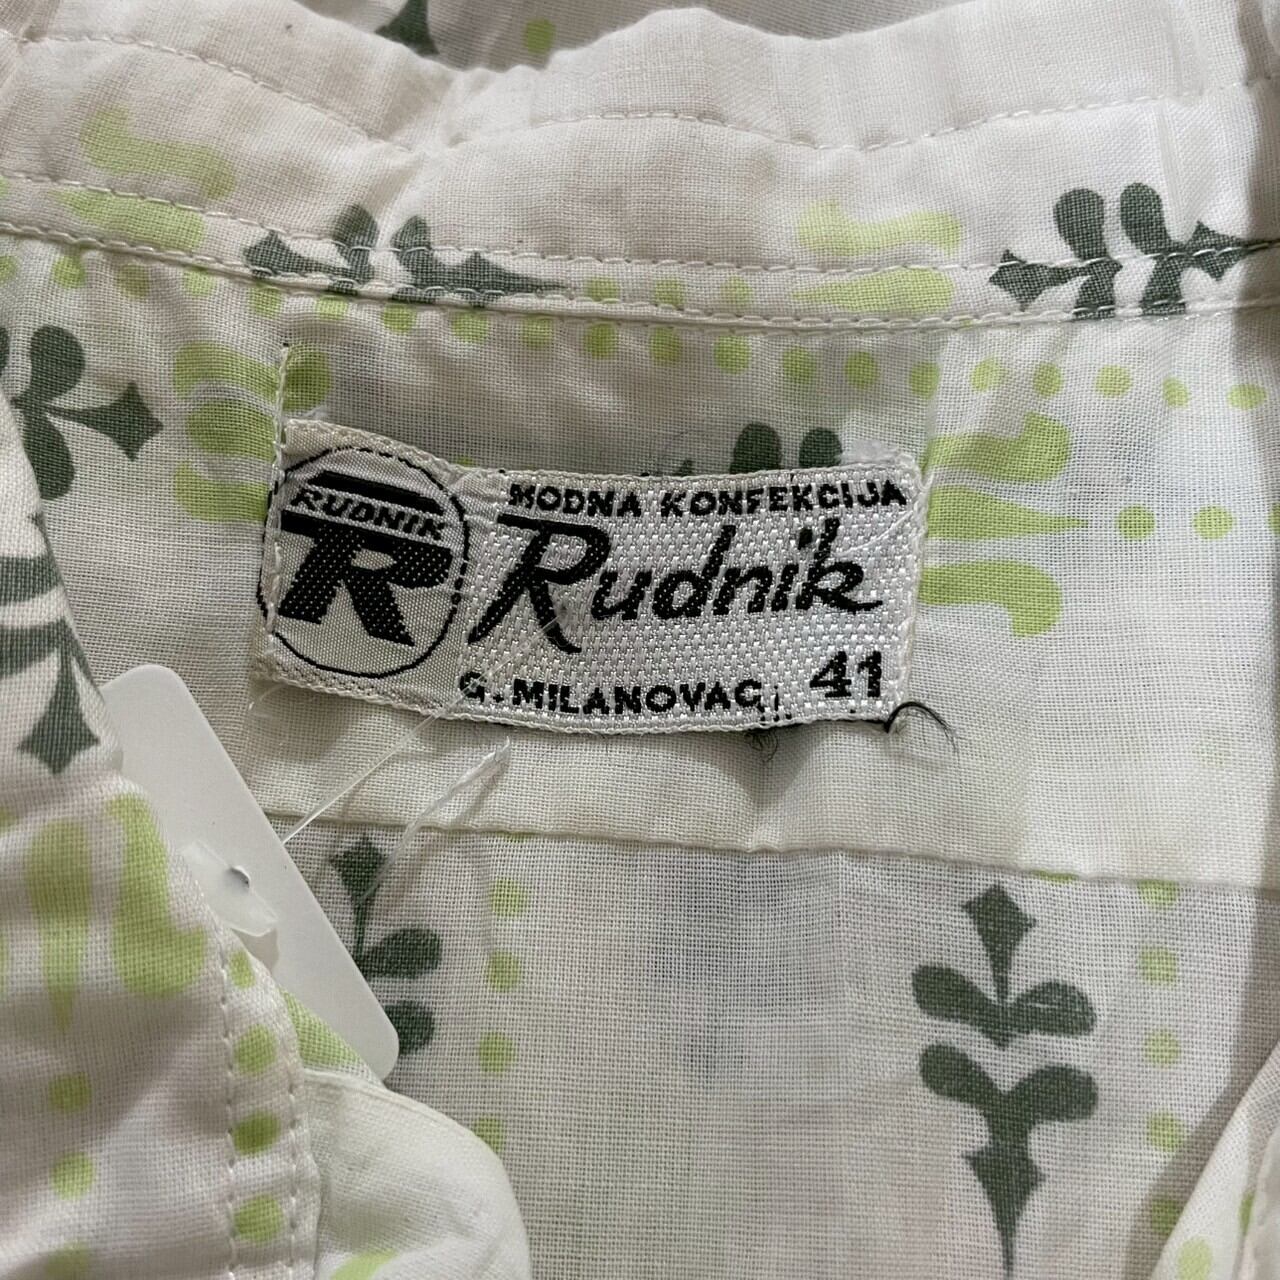 RUDNIK
R
MODNA KONFEKCIJA
Rudnik
G. MILANOVAC
41